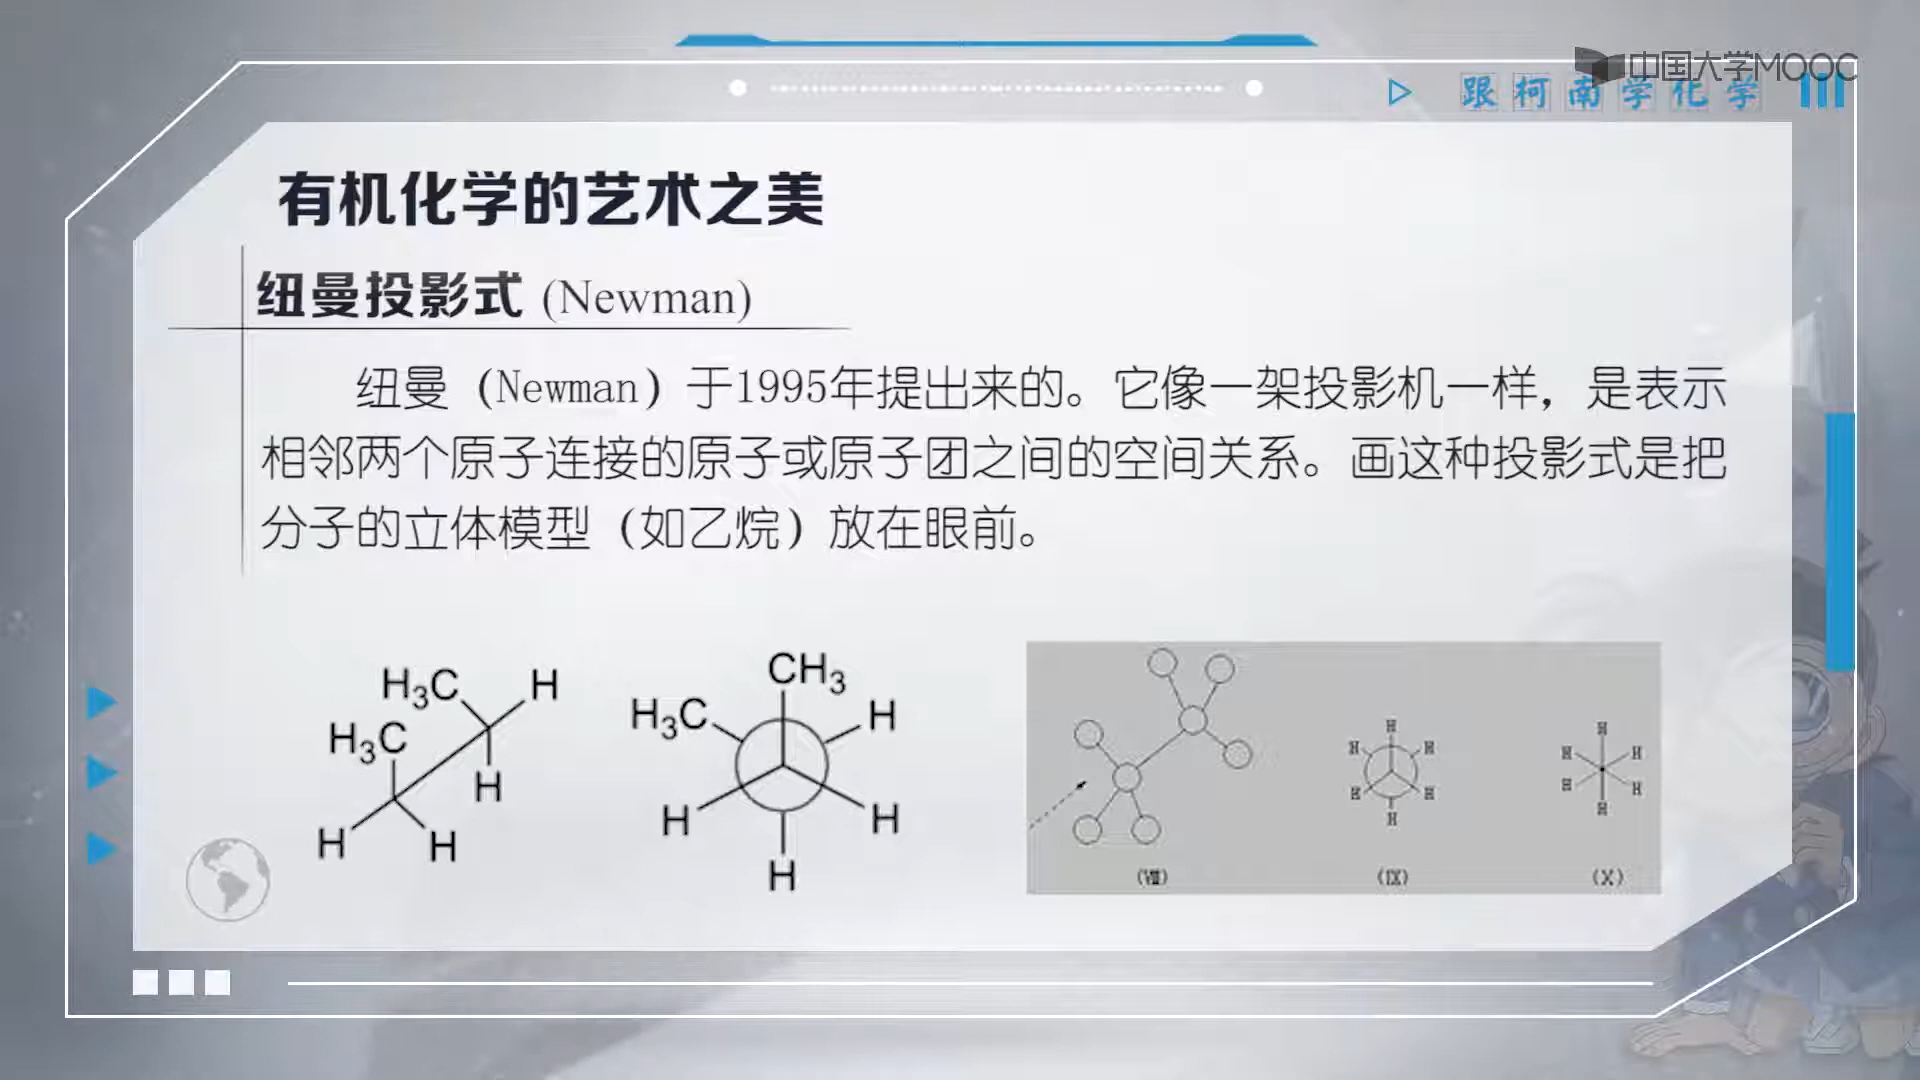 中国大学MOOC
跟柯南学化学
有机化学的艺术之美
纽曼投影式 (Newman)
纽曼（Newman）于1995年提出来的。它像一架投影机一样，是表示
相邻两个原子连接的原子或原子团之间的空间关系。画这种投影式是把
分子的立体模型（如乙烷）放在眼前。
H₃C H
H₃C
H
H H
CH₃
H₃C H
H H
H
H
H H
H H
H
H
H H
H H
H
(Ⅷ) (Ⅸ) (Ⅹ)